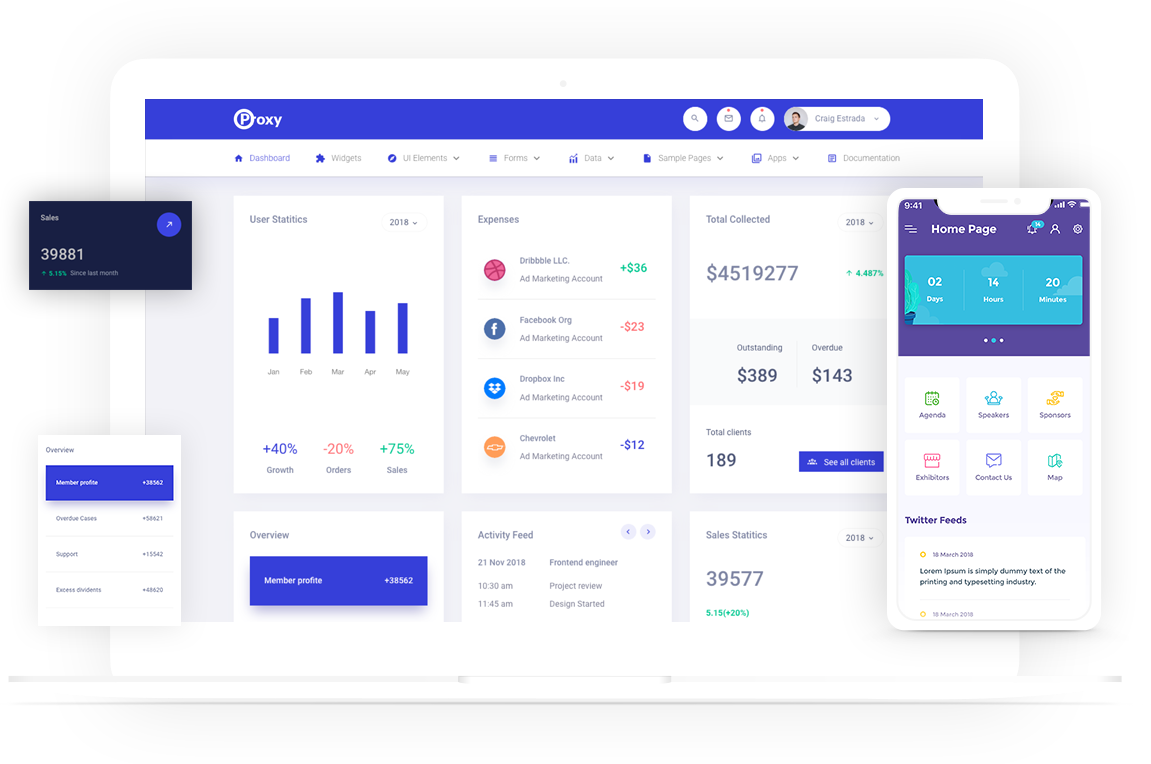 Proxy
Craig Estrada
Dashboard
Widgets
UI Elements
Forms
Data
Sample Pages
Apps
Documentation
Sales
39881
5.15% Since last month
Overview
Member profite +38562
Overdue Cases +58621
Support +15542
Excess dividents +48620
User Statitics
2018
Jan Feb Mar Apr May
+40% -20% +75%
Growth Orders Sales
Expenses
Dribbble LLC.
Ad Marketing Account
+$36
Facebook Org
Ad Marketing Account
-$23
Dropbox Inc
Ad Marketing Account
-$19
Chevrolet
Ad Marketing Account
-$12
Total Collected
2018
$4519277
4.487%
Outstanding Overdue
$389 $143
Total clients
189
See all clients
Overview
Member profite +38562
Activity Feed
21 Nov 2018 Frontend engineer
10:30 am Project review
11:45 am Design Started
Sales Statitics
2018
39577
5.15(+20%)
9:41
Home Page
14
02 14 20
Days Hours Minutes
Agenda Speakers Sponsors
Exhibitors Contact Us Map
Twitter Feeds
18 March 2018
Lorem Ipsum is simply dummy text of the
printing and typesetting industry.
18 March 2018